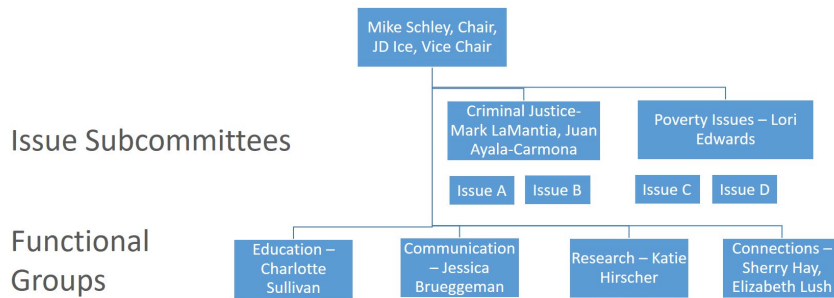 Mike Schley, Chair,
JD Ice, Vice Chair
Issue Subcommittees
Criminal Justice-
Mark LaMantia, Juan
Ayala-Carmona
Poverty Issues – Lori
Edwards
Issue A
Issue B
Issue C
Issue D
Functional
Groups
Education –
Charlotte
Sullivan
Communication
– Jessica
Brueggeman
Research – Katie
Hirscher
Connections –
Sherry Hay,
Elizabeth Lush